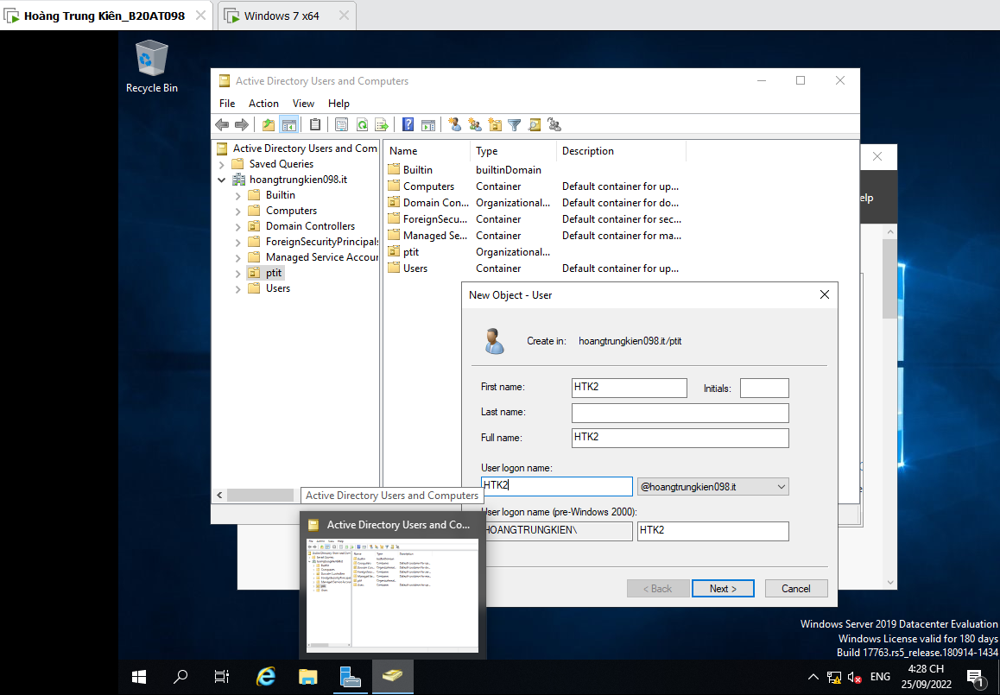 Hoàng Trung Kiên_B20AT098
Windows 7 x64
Recycle Bin
Active Directory Users and Computers
File Action View Help
Active Directory Users and Com
Saved Queries
hoangtrungkien098.it
Builtin
Computers
Domain Controllers
ForeignSecurityPrincipals
Managed Service Accour
ptit
Users
Name Type Description
Builtin builtinDomain
Computers Container Default container for up...
Domain Con... Organizational... Default container for do...
ForeignSecu... Container Default container for sec...
Managed Se... Container Default container for ma...
ptit Organizational...
Users Container Default container for up...
elp
New Object - User
Create in: hoangtrungkien098.it/ptit
First name: HTK2 Initials:
Last name:
Full name: HTK2
User logon name:
HTK2 @hoangtrungkien098.it
User logon name (pre-Windows 2000):
HOANGTRUNGKIEN\ HTK2
< Back Next > Cancel
Active Directory Users and Computers
Active Directory Users and Co...
Windows Server 2019 Datacenter Evaluation
Windows License valid for 180 days
Build 17763.rs5_release.180914-1434
ENG
4:28 CH
25/09/2022
1